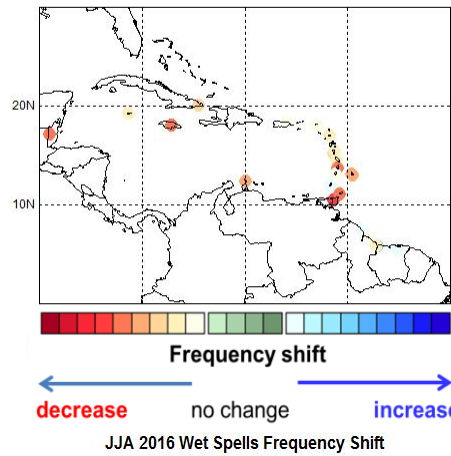 20N
10N
Frequency shift
decrease no change increase
JJA 2016 Wet Spells Frequency Shift